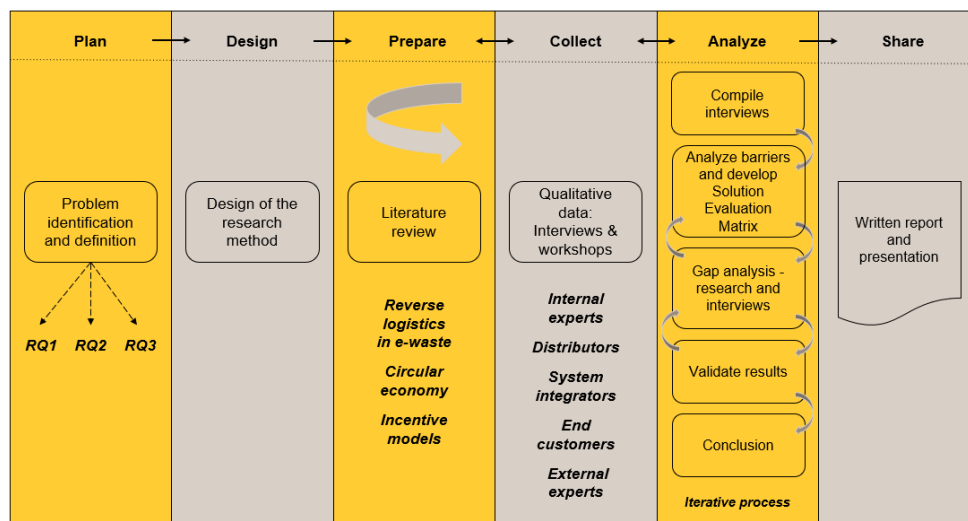 Plan
Design
Prepare
Collect
Analyze
Share
Problem
identification
and definition
RQ1
RQ2
RQ3
Design of the
research
method
Literature
review
Reverse
logistics
in e-waste
Circular
economy
Incentive
models
Qualitative
data:
Interviews &
workshops
Internal
experts
Distributors
System
integrators
End
customers
External
experts
Compile
interviews
Analyze barriers
and develop
Solution
Evaluation
Matrix
Gap analysis -
research and
interviews
Validate results
Conclusion
Iterative process
Written report
and
presentation